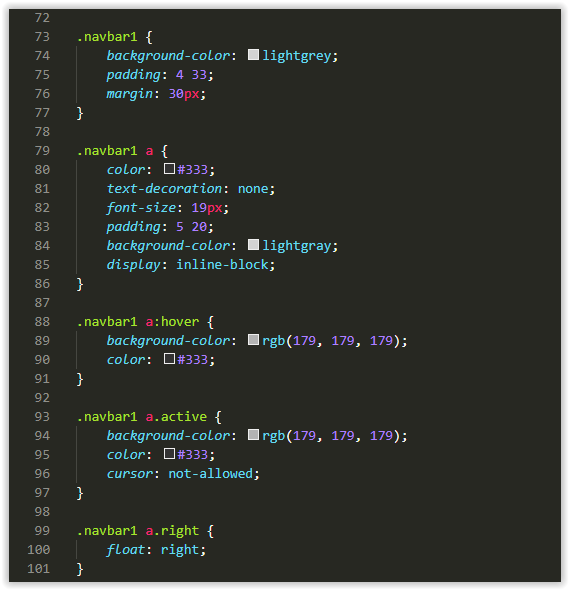 72
73 .navbar1 {
74     background-color: lightgrey;
75     padding: 4 33;
76     margin: 30px;
77 }
78
79 .navbar1 a {
80     color: #333;
81     text-decoration: none;
82     font-size: 19px;
83     padding: 5 20;
84     background-color: lightgray;
85     display: inline-block;
86 }
87
88 .navbar1 a:hover {
89     background-color: rgb(179, 179, 179);
90     color: #333;
91 }
92
93 .navbar1 a.active {
94     background-color: rgb(179, 179, 179);
95     color: #333;
96     cursor: not-allowed;
97 }
98
99 .navbar1 a.right {
100     float: right;
101 }